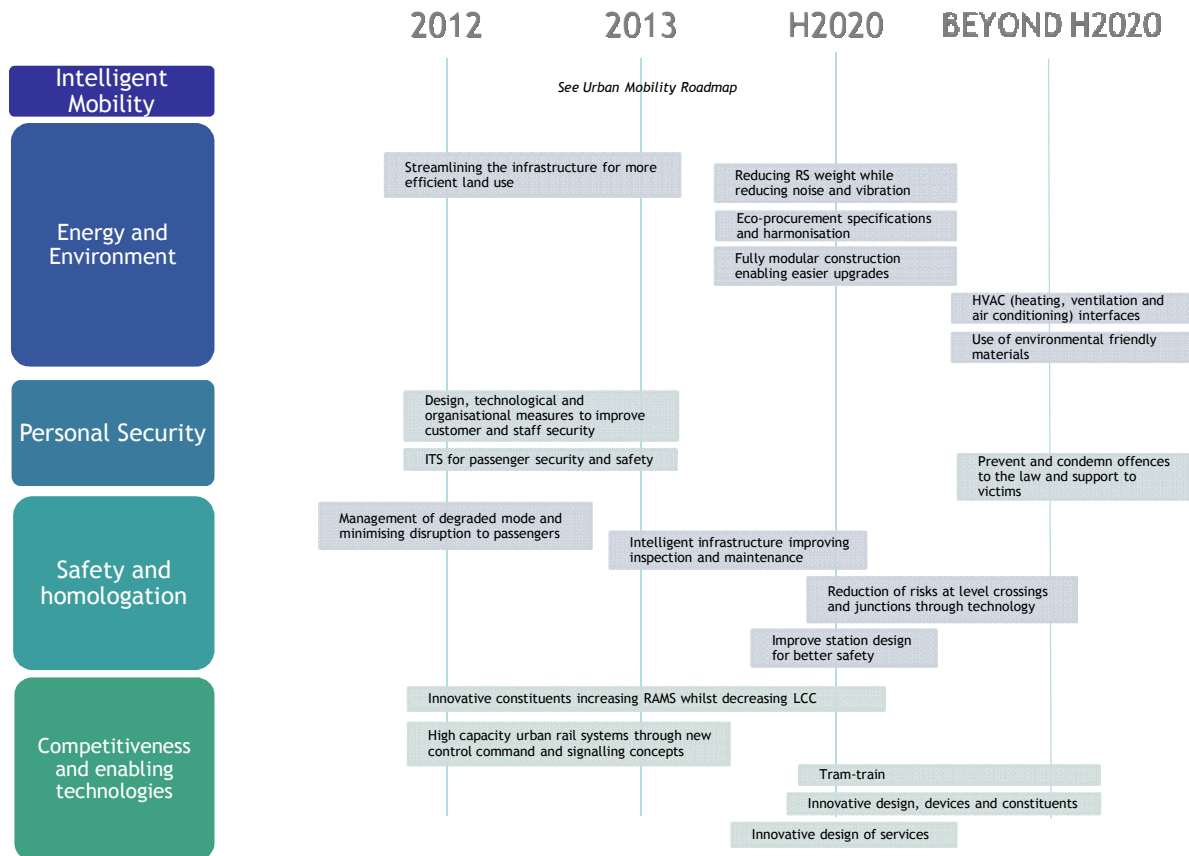 2012 2013 H2020 BEYOND H2020
Intelligent
Mobility
See Urban Mobility Roadmap
Energy and
Environment
Streamlining the infrastructure for more
efficient land use
Reducing RS weight while
reducing noise and vibration
Eco-procurement specifications
and harmonisation
Fully modular construction
enabling easier upgrades
HVAC (heating, ventilation and
air conditioning) interfaces
Use of environmental friendly
materials
Personal Security
Design, technological and
organisational measures to improve
customer and staff security
ITS for passenger security and safety
Prevent and condemn offences
to the law and support to
victims
Safety and
homologation
Management of degraded mode and
minimising disruption to passengers
Intelligent infrastructure improving
inspection and maintenance
Reduction of risks at level crossings
and junctions through technology
Improve station design
for better safety
Competitiveness
and enabling
technologies
Innovative constituents increasing RAMS whilst decreasing LCC
High capacity urban rail systems through new
control command and signalling concepts
Tram-train
Innovative design, devices and constituents
Innovative design of services